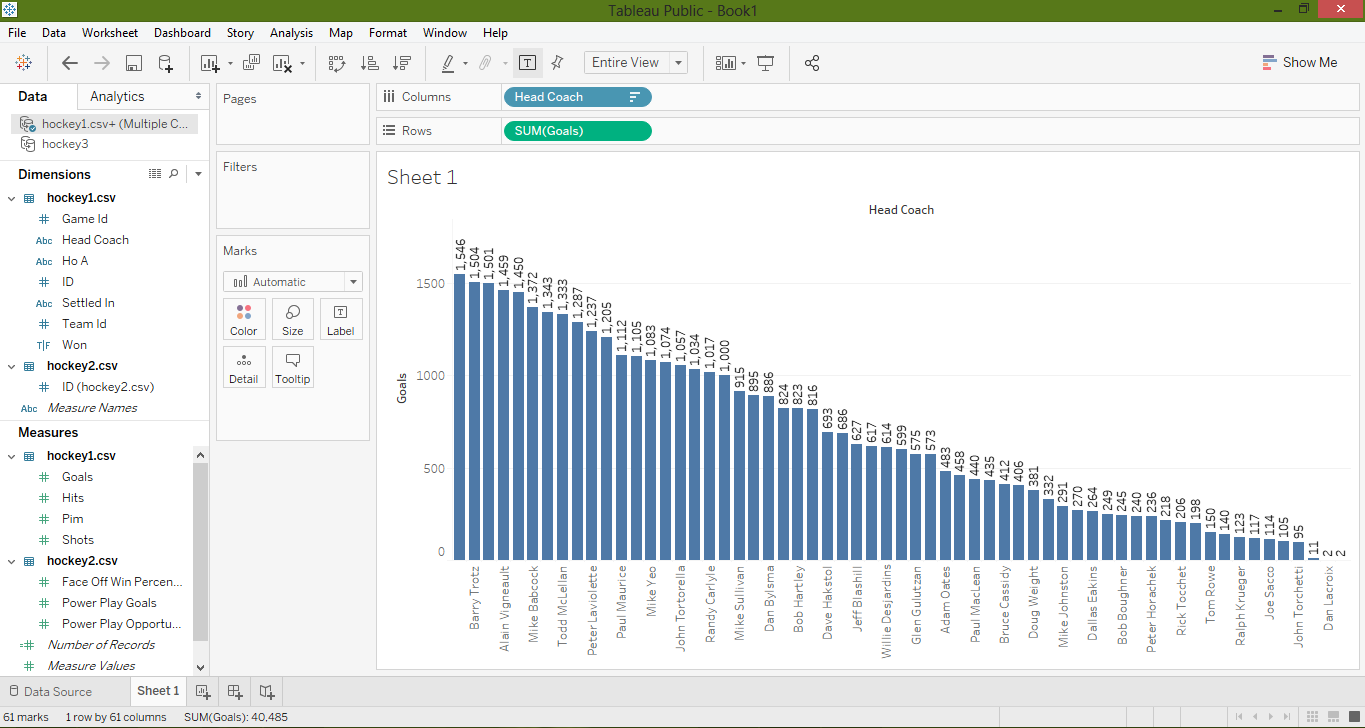 Tableau Public - Book1
File Data Worksheet Dashboard Story Analysis Map Format Window Help
Entire View
Show Me
Data
Analytics
hockey1.csv+ (Multiple C...
hockey3
Dimensions
hockey1.csv
# Game Id
Abc Head Coach
Abc Ho A
# ID
Abc Settled In
# Team Id
T|F Won
hockey2.csv
# ID (hockey2.csv)
Abc Measure Names
Measures
hockey1.csv
# Goals
# Hits
# Pim
# Shots
hockey2.csv
# Face Off Win Percen...
# Power Play Goals
# Power Play Opportu...
=# Number of Records
# Measure Values
Pages
Filters
Marks
Automatic
Color
Size
T
Label
Detail
Tooltip
Columns
Head Coach
Rows
SUM(Goals)
Sheet 1
Head Coach
Goals
1500
1000
500
0
1,546
1,504
1,501
1,459
1,450
1,372
1,343
1,333
1,287
1,237
1,205
1,112
1,105
1,083
1,074
1,057
1,034
1,017
1,000
915
895
886
824
823
816
693
686
627
617
614
599
575
573
483
458
440
435
412
406
381
332
291
270
264
249
245
240
236
218
206
198
150
140
123
117
114
105
95
11
2
2
Barry Trotz
Alain Vigneault
Mike Babcock
Todd McLellan
Peter Laviolette
Paul Maurice
Mike Yeo
John Tortorella
Randy Carlyle
Mike Sullivan
Dan Bylsma
Bob Hartley
Dave Hakstol
Jeff Blashill
Willie Desjardins
Glen Gulutzan
Adam Oates
Paul MacLean
Bruce Cassidy
Doug Weight
Mike Johnston
Dallas Eakins
Bob Boughner
Peter Horachek
Rick Tocchet
Tom Rowe
Ralph Krueger
Joe Sacco
John Torchetti
Dan Lacroix
Data Source
Sheet 1
61 marks
1 row by 61 columns
SUM(Goals): 40,485